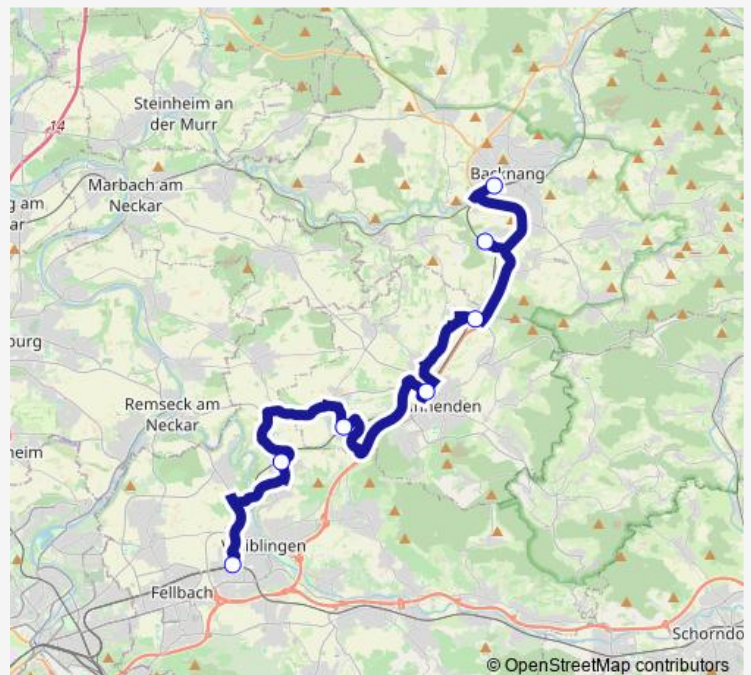 Steinheim an
der Murr
14
Backnang
Marbach am
Neckar
g am
ar
burg
Remseck am
Neckar
nnenden
heim
W iblingen
Fellbach
Schorndo
© OpenStreetMap contributors